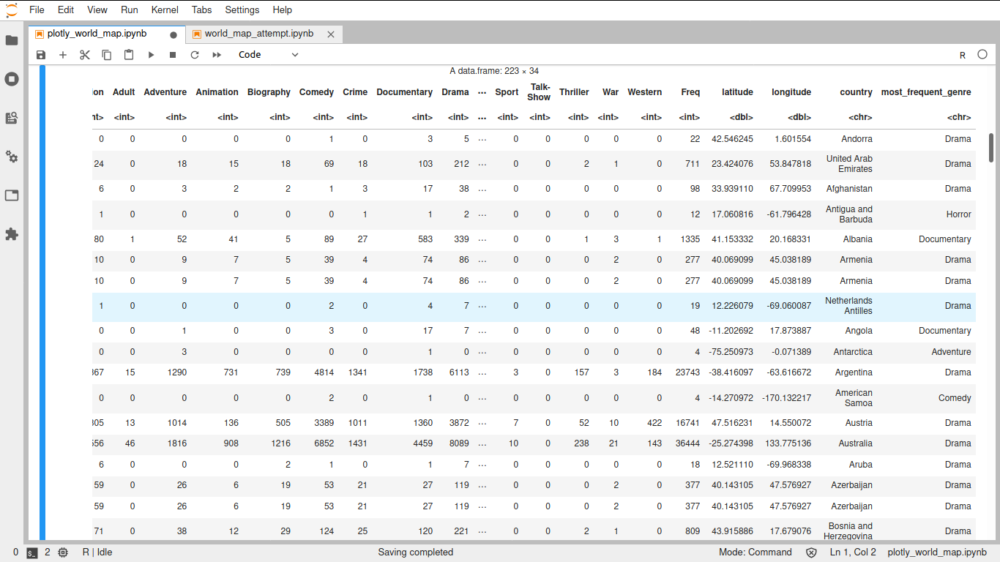 File Edit View Run Kernel Tabs Settings Help
plotly_world_map.ipynb world_map_attempt.ipynb
Code R
A data.frame: 223 × 34
ion Adult Adventure Animation Biography Comedy Crime Documentary Drama ... Sport Talk-Show Thriller War Western Freq latitude longitude country most_frequent_genre
nt> <int> <int> <int> <int> <int> <int> <int> <int> ... <int> <int> <int> <int> <int> <int> <dbl> <dbl> <chr> <chr>
0 0 0 0 0 1 0 3 5 ... 0 0 0 0 0 22 42.546245 1.601554 Andorra Drama
24 0 18 15 18 69 18 103 212 ... 0 0 2 1 0 711 23.424076 53.847818 United Arab Emirates Drama
6 0 3 2 2 1 3 17 38 ... 0 0 0 0 0 98 33.939110 67.709953 Afghanistan Drama
1 0 0 0 0 0 1 1 2 ... 0 0 0 0 0 12 17.060816 -61.796428 Antigua and Barbuda Horror
80 1 52 41 5 89 27 583 339 ... 0 0 1 3 1 1335 41.153332 20.168331 Albania Documentary
10 0 9 7 5 39 4 74 86 ... 0 0 0 2 0 277 40.069099 45.038189 Armenia Drama
10 0 9 7 5 39 4 74 86 ... 0 0 0 2 0 277 40.069099 45.038189 Armenia Drama
1 0 0 0 0 2 0 4 7 ... 0 0 0 0 0 19 12.226079 -69.060087 Netherlands Antilles Drama
0 0 1 0 0 3 0 17 7 ... 0 0 0 0 0 48 -11.202692 17.873887 Angola Documentary
0 0 3 0 0 0 0 1 0 ... 0 0 0 0 0 4 -75.250973 -0.071389 Antarctica Adventure
367 15 1290 731 739 4814 1341 1738 6113 ... 3 0 157 3 184 23743 -38.416097 -63.616672 Argentina Drama
0 0 0 0 0 2 0 1 0 ... 0 0 0 0 0 4 -14.270972 -170.132217 American Samoa Comedy
305 13 1014 136 505 3389 1011 1360 3872 ... 7 0 52 10 422 16741 47.516231 14.550072 Austria Drama
556 46 1816 908 1216 6852 1431 4459 8089 ... 10 0 238 21 143 36444 -25.274398 133.775136 Australia Drama
6 0 0 0 2 1 0 1 7 ... 0 0 0 0 0 18 12.521110 -69.968338 Aruba Drama
59 0 26 6 19 53 21 27 119 ... 0 0 0 2 0 377 40.143105 47.576927 Azerbaijan Drama
59 0 26 6 19 53 21 27 119 ... 0 0 0 2 0 377 40.143105 47.576927 Azerbaijan Drama
71 0 38 12 29 124 25 120 221 ... 0 0 2 1 0 809 43.915886 17.679076 Bosnia and Herzegovina Drama
0 $_ 2 R | Idle Saving completed Mode: Command Ln 1, Col 2 plotly_world_map.ipynb